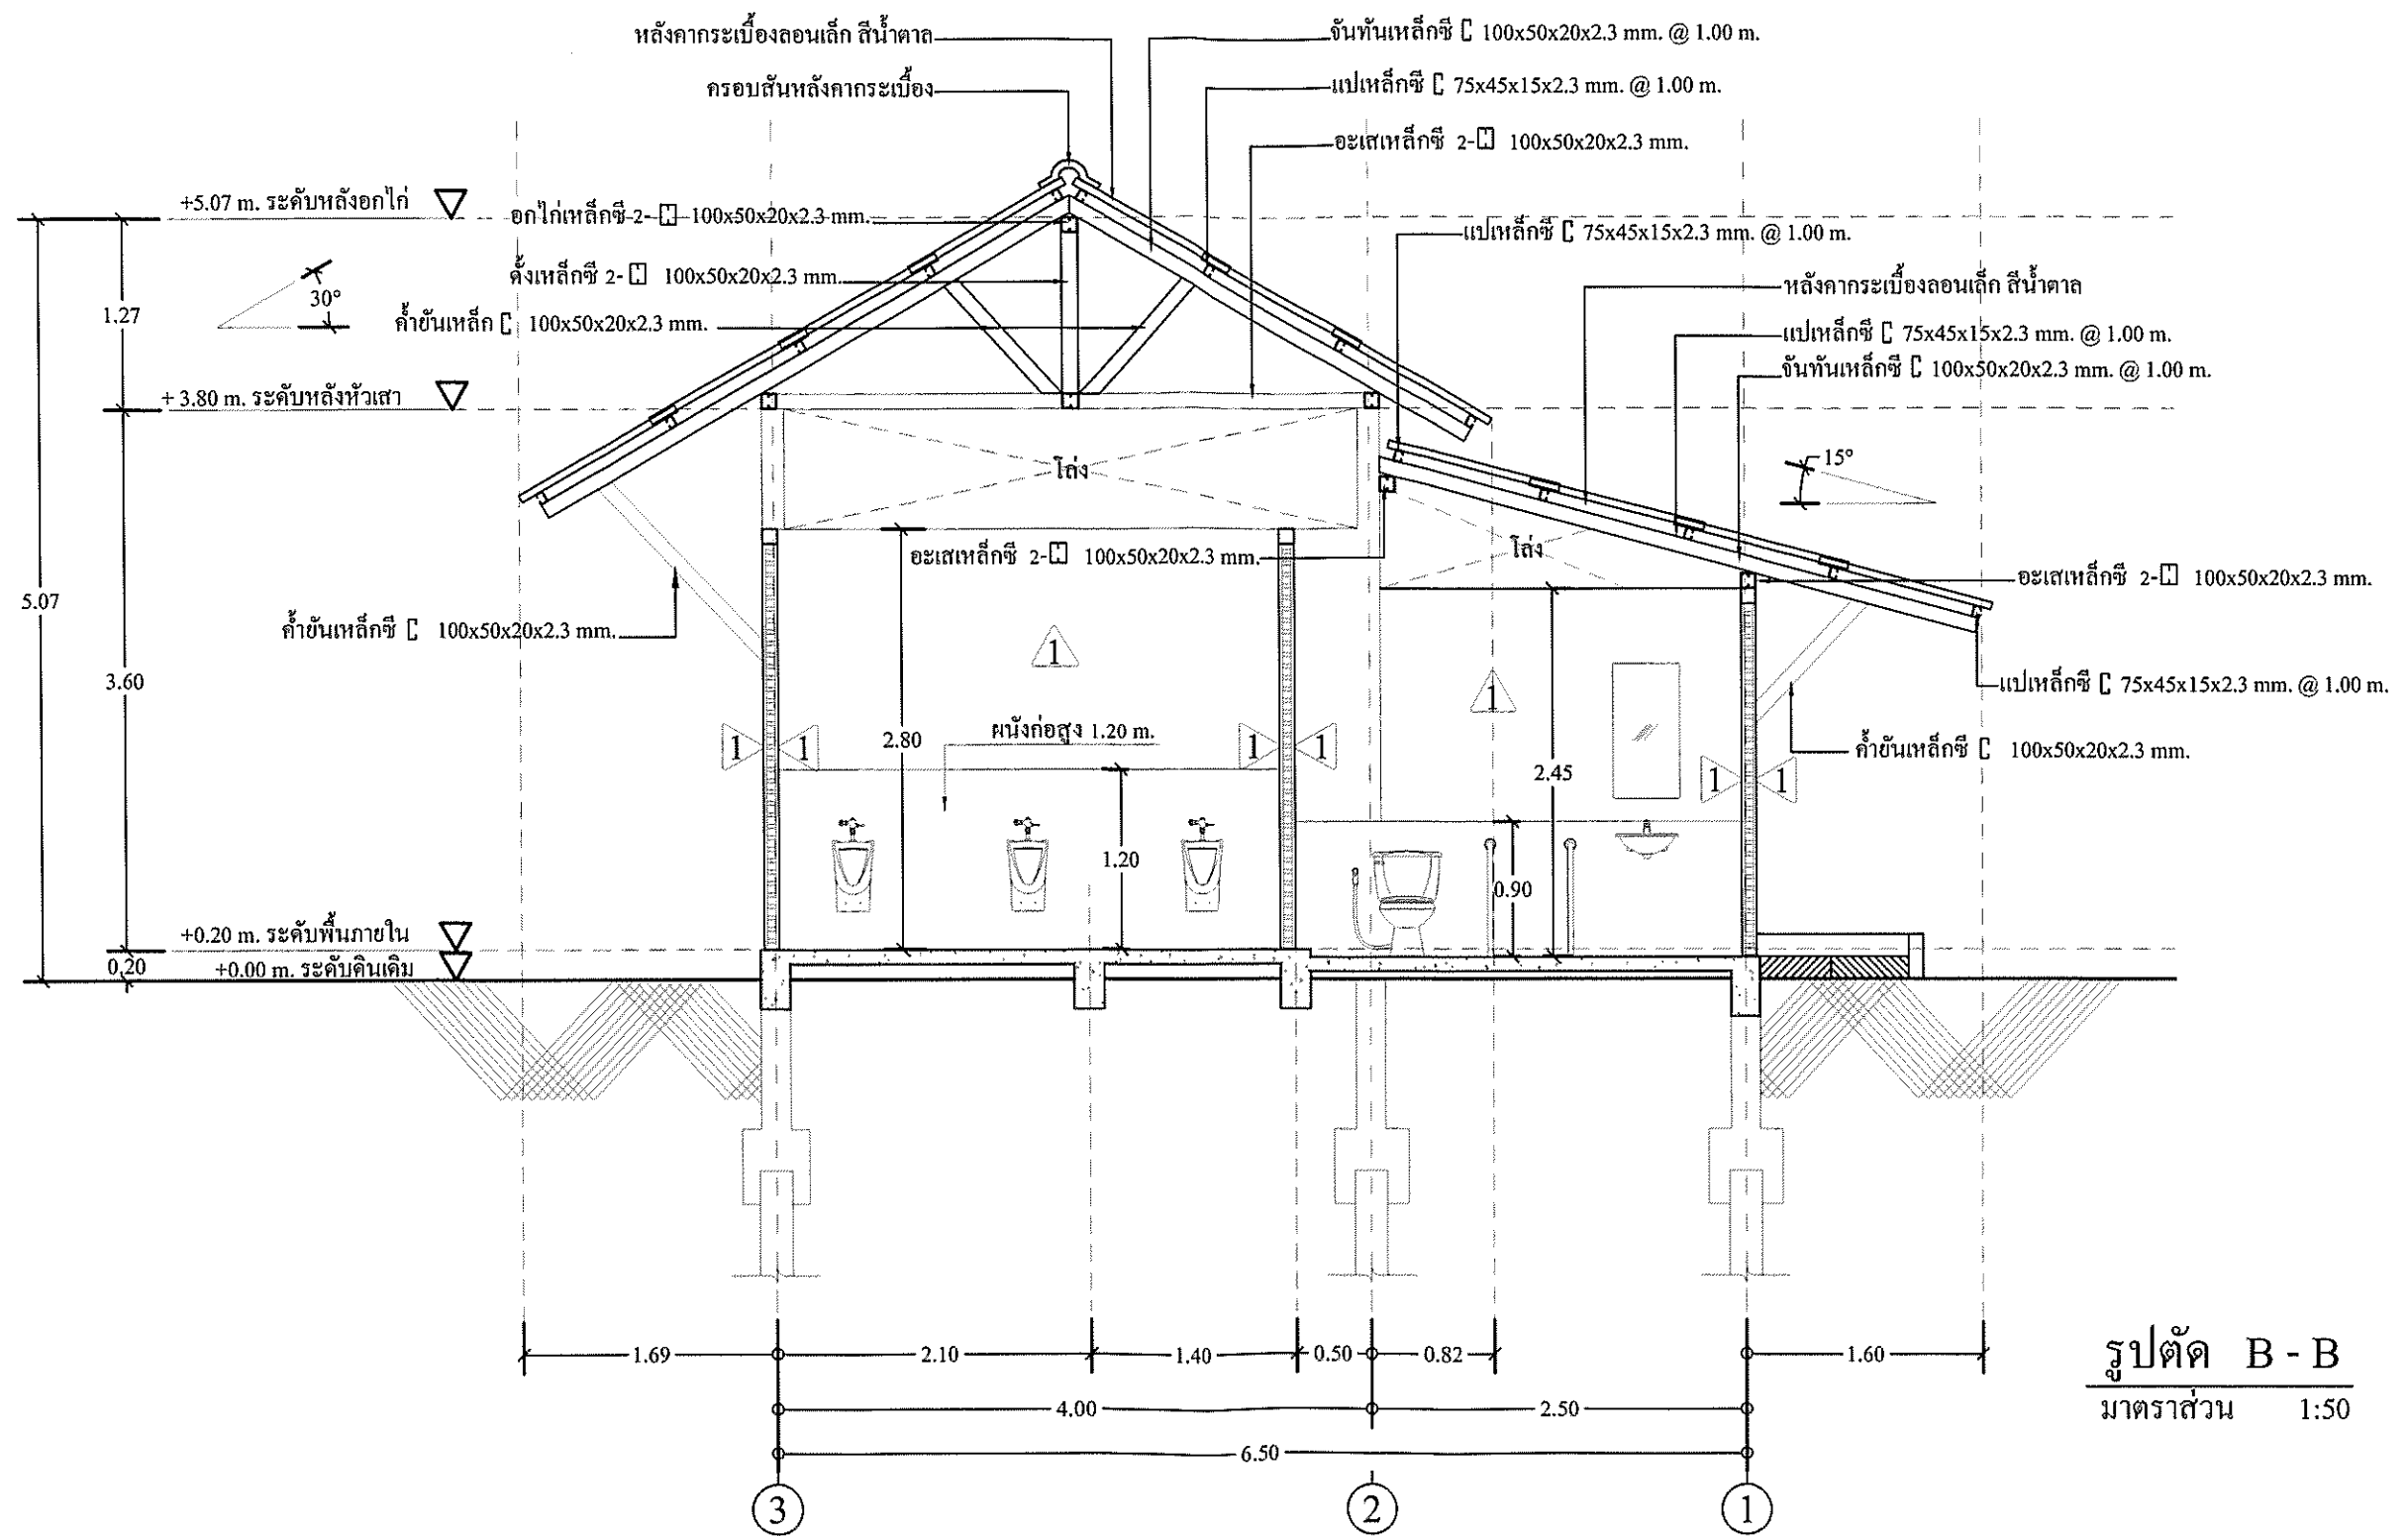 หลังคากระเบื้องลอนเล็ก สีน้ำตาล
จันทันเหล็กซี 100x50x20x2.3 mm. @ 1.00 m.
ครอบสันหลังคากระเบื้อง
แปเหล็กซี 75x45x15x2.3 mm. @ 1.00 m.
อะเสเหล็กซี 2- 100x50x20x2.3 mm.
+5.07 m. ระดับหลังอกไก่
อกไก่เหล็กซี 2- 100x50x20x2.3 mm.
แปเหล็กซี 75x45x15x2.3 mm. @ 1.00 m.
ดั้งเหล็กซี 2- 100x50x20x2.3 mm.
หลังคากระเบื้องลอนเล็ก สีน้ำตาล
30°
1.27
ค้ำยันเหล็ก 100x50x20x2.3 mm.
แปเหล็กซี 75x45x15x2.3 mm. @ 1.00 m.
จันทันเหล็กซี 100x50x20x2.3 mm. @ 1.00 m.
+ 3.80 m. ระดับหลังหัวเสา
โล่ง
15°
โล่ง
อะเสเหล็กซี 2- 100x50x20x2.3 mm.
อะเสเหล็กซี 2- 100x50x20x2.3 mm.
5.07
ค้ำยันเหล็กซี 100x50x20x2.3 mm.
1
3.60
1
แปเหล็กซี 75x45x15x2.3 mm. @ 1.00 m.
ผนังก่อสูง 1.20 m.
1 1
2.80
1 1
ค้ำยันเหล็กซี 100x50x20x2.3 mm.
2.45
1 1
1.20
0.90
+0.20 m. ระดับพื้นภายใน
0.20
+0.00 m. ระดับดินเดิม
1.69 2.10 1.40 0.50 0.82 1.60
รูปตัด B - B
4.00 2.50
มาตราส่วน 1:50
6.50
3 2 1